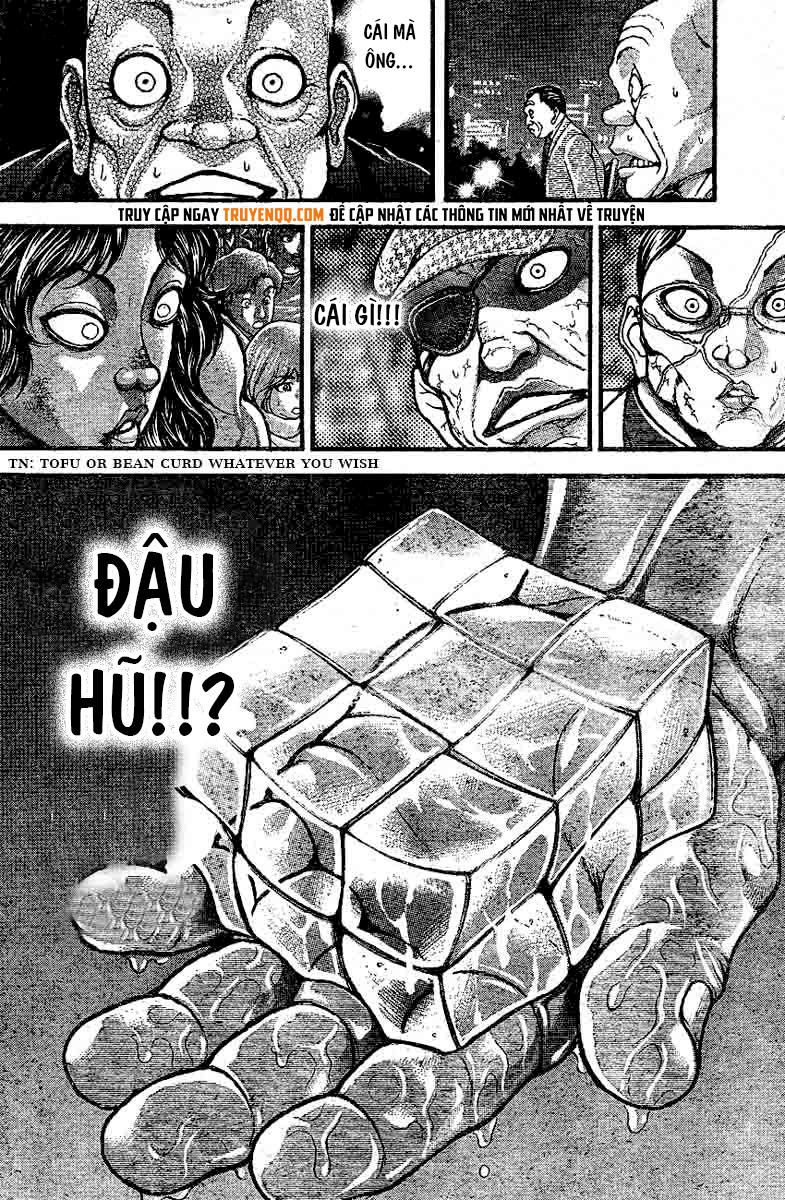 CÁI MÀ
ÔNG...
TRUY CẬP NGAY TRUYENQQ.COM ĐỂ CẬP NHẬT CÁC THÔNG TIN MỚI NHẤT VỀ TRUYỆN
CÁI GÌ!!!
TN: TOFU OR BEAN CURD WHATEVER YOU WISH
ĐẬU
HŨ!!!?